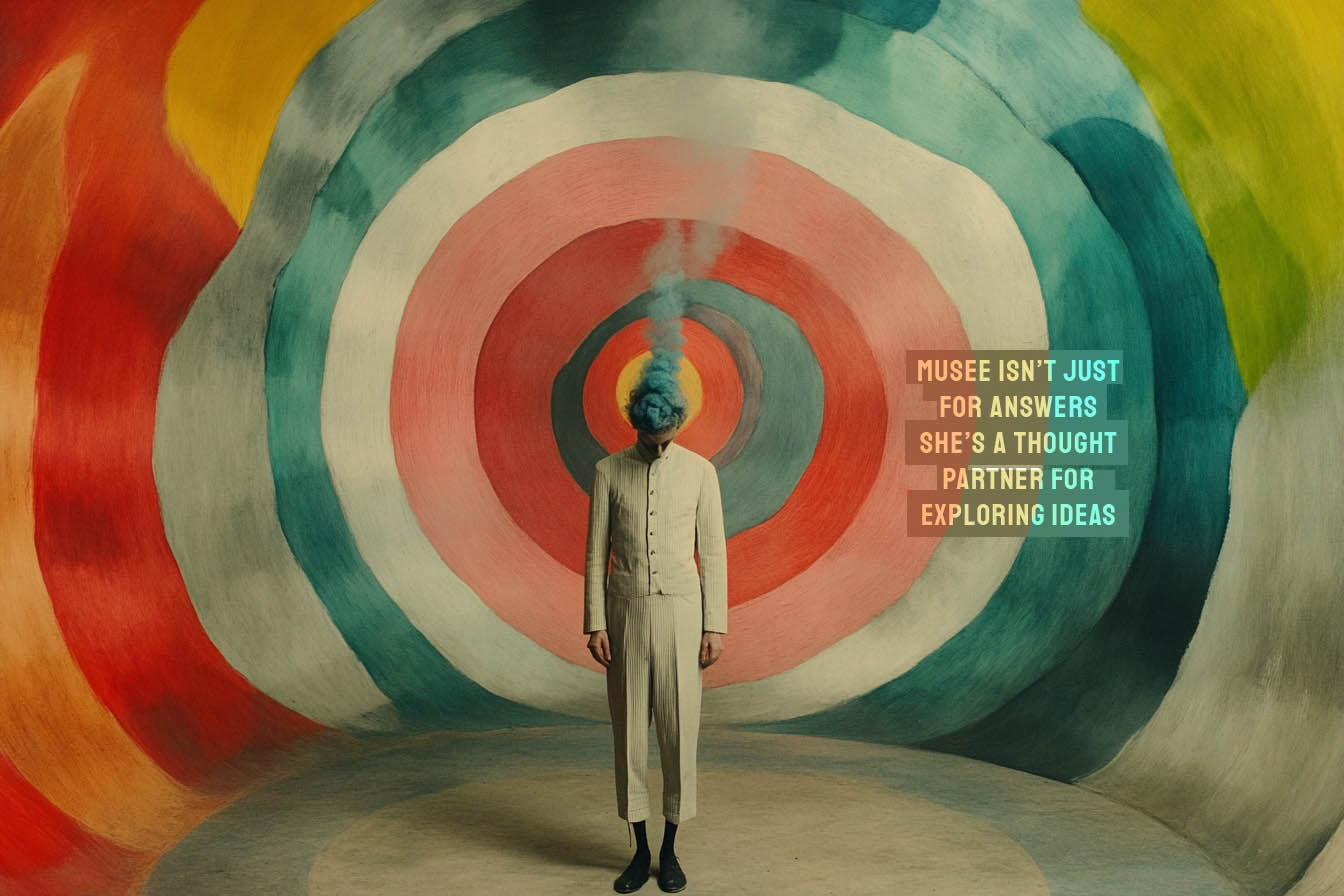 MUSEE ISN'T JUST
FOR ANSWERS
SHE'S A THOUGHT
PARTNER FOR
EXPLORING IDEAS